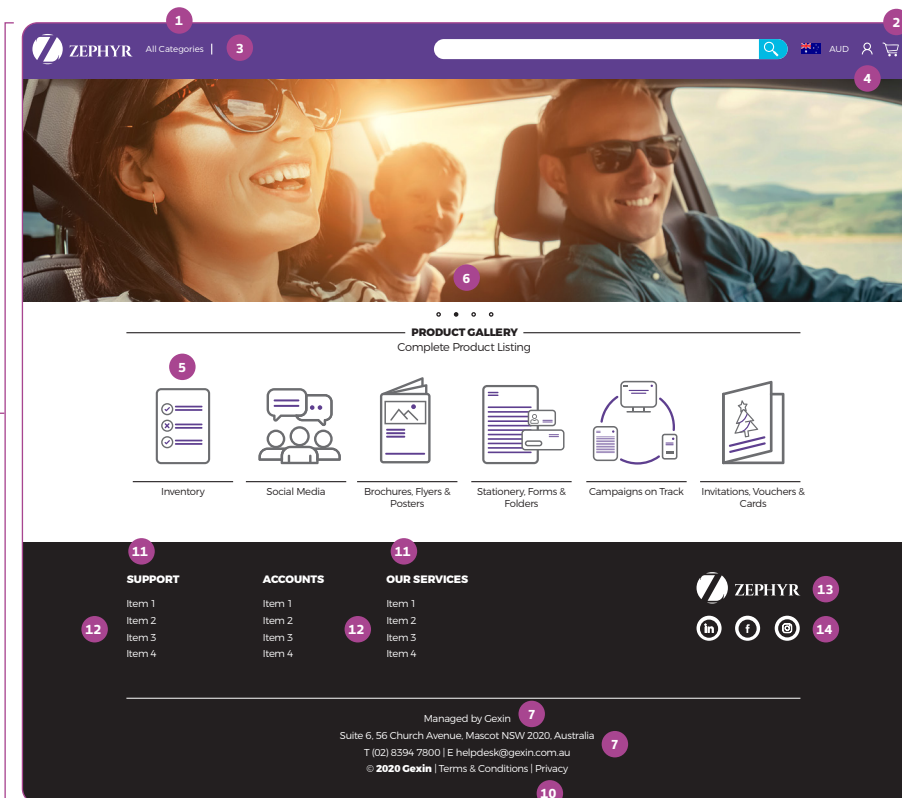 1
2
ZEPHYR
All Categories |
3
AUD
4
6
PRODUCT GALLERY
Complete Product Listing
5
Inventory
Social Media
Brochures, Flyers &
Posters
Stationery, Forms &
Folders
Campaigns on Track
Invitations, Vouchers &
Cards
11
11
SUPPORT
Item 1
Item 2
Item 3
Item 4
12
ACCOUNTS
Item 1
Item 2
Item 3
Item 4
12
OUR SERVICES
Item 1
Item 2
Item 3
Item 4
ZEPHYR
13
in f
14
Managed by Gexin
7
Suite 6, 56 Church Avenue, Mascot NSW 2020, Australia
7
T (02) 8394 7800 | E helpdesk@gexin.com.au
© 2020 Gexin | Terms & Conditions | Privacy
10